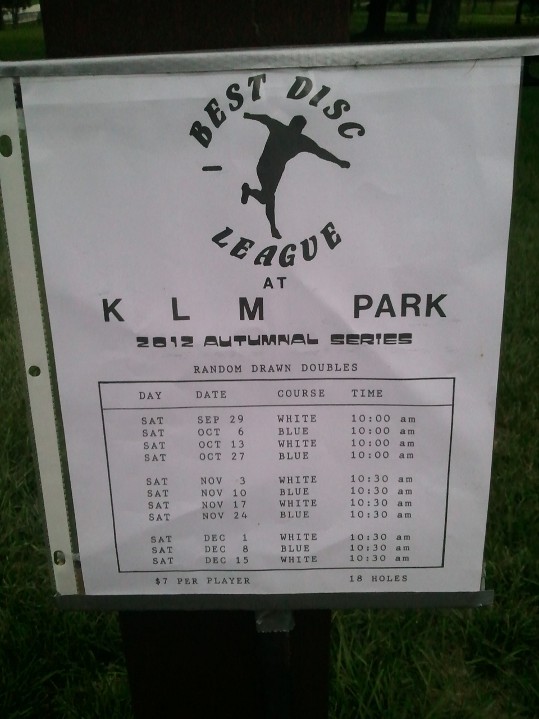 BEST DISC
LEAGUE
AT
K L M PARK
2012 AUTUMNAL SERIES
RANDOM DRAWN DOUBLES
DAY DATE COURSE TIME
SAT SEP 29 WHITE 10:00 am
SAT OCT 6 BLUE 10:00 am
SAT OCT 13 WHITE 10:00 am
SAT OCT 27 BLUE 10:00 am
SAT NOV 3 WHITE 10:30 am
SAT NOV 10 BLUE 10:30 am
SAT NOV 17 WHITE 10:30 am
SAT NOV 24 BLUE 10:30 am
SAT DEC 1 WHITE 10:30 am
SAT DEC 8 BLUE 10:30 am
SAT DEC 15 WHITE 10:30 am
$7 PER PLAYER 18 HOLES